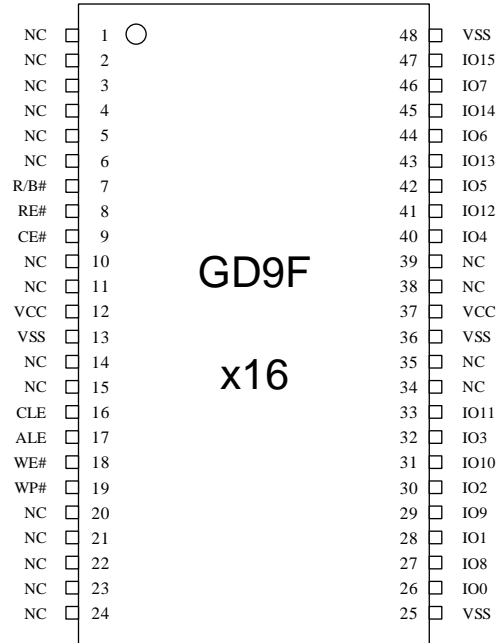 NC 1 48 VSS
NC 2 47 IO15
NC 3 46 IO7
NC 4 45 IO14
NC 5 44 IO6
NC 6 43 IO13
R/B# 7 42 IO5
RE# 8 41 IO12
CE# 9 40 IO4
NC 10 39 NC
GD9F
NC 11 38 NC
VCC 12 37 VCC
VSS 13 36 VSS
NC 14 35 NC
x16
NC 15 34 NC
CLE 16 33 IO11
ALE 17 32 IO3
WE# 18 31 IO10
WP# 19 30 IO2
NC 20 29 IO9
NC 21 28 IO1
NC 22 27 IO8
NC 23 26 IO0
NC 24 25 VSS